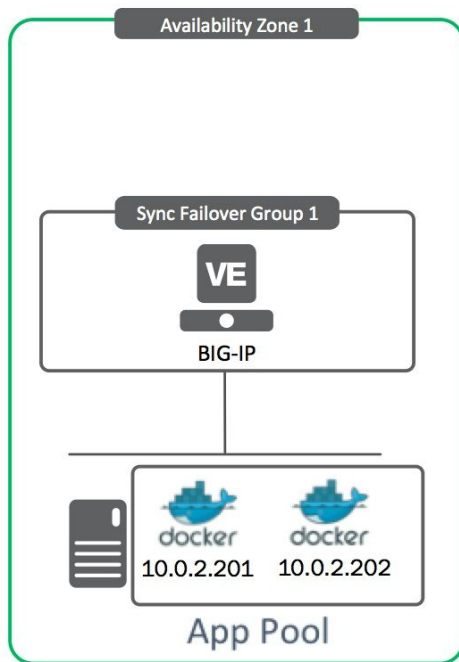 Availability Zone 1
Sync Failover Group 1
VE
BIG-IP
docker docker
10.0.2.201 10.0.2.202
App Pool